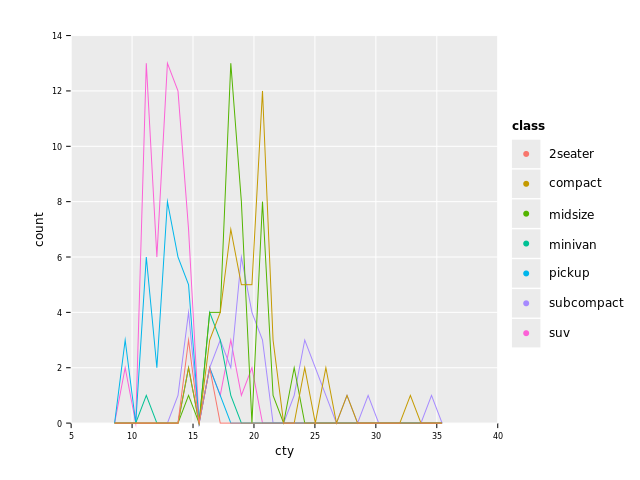 14
12
10
8
6
4
2
0
count
5 10 15 20 25 30 35 40
cty
class
2seater
compact
midsize
minivan
pickup
subcompact
suv